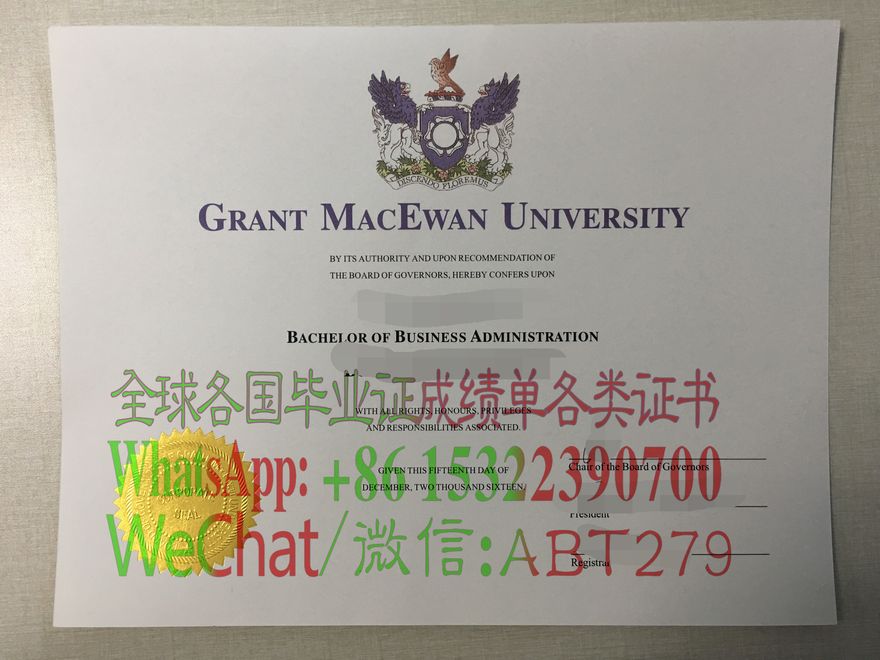 DISCENDO FLOREMUS
GRANT MACEWAN UNIVERSITY
BY ITS AUTHORITY AND UPON RECOMMENDATION OF
THE BOARD OF GOVERNORS, HEREBY CONFERS UPON
BACHELOR OF BUSINESS ADMINISTRATION
全球各国毕业证成绩单各类证书
WITH ALL RIGHTS, HONOURS, PRIVILEGES
AND RESPONSIBILITIES ASSOCIATED.
WhatsApp: +86 15322390700
GIVEN THIS FIFTEENTH DAY OF
DECEMBER, TWO THOUSAND SIXTEEN.
Chair of the Board of Governors
President
WeChat/微信:ABT279
Registrar